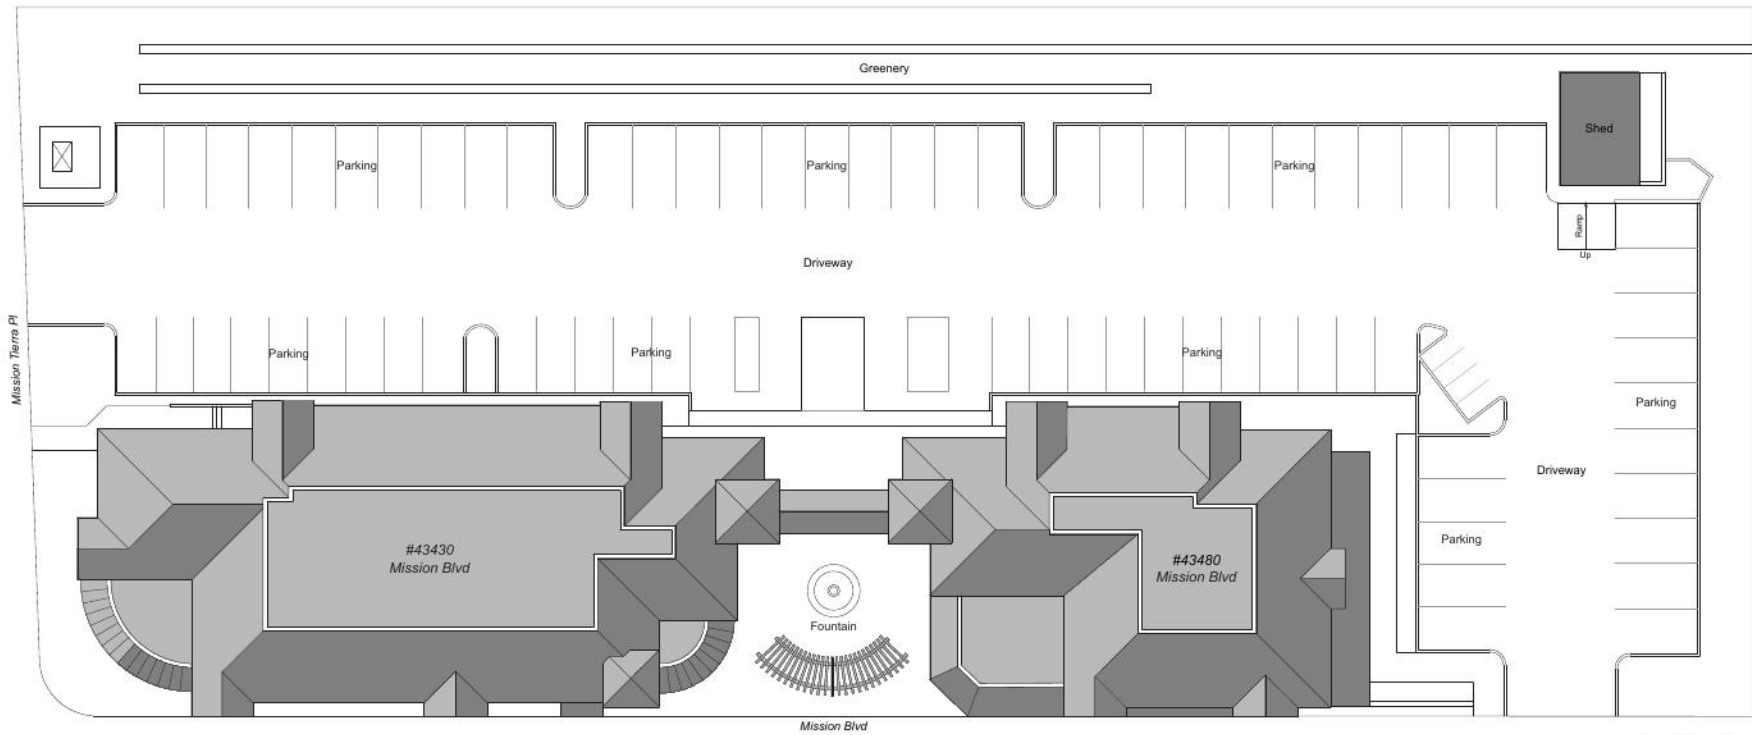 Greenery
Shed
Parking
Parking
Parking
Ramp
Up
Driveway
Mission Tierra Pl
Parking
Parking
Parking
Parking
Driveway
Parking
#43430
Mission Blvd
#43480
Mission Blvd
Fountain
Mission Blvd